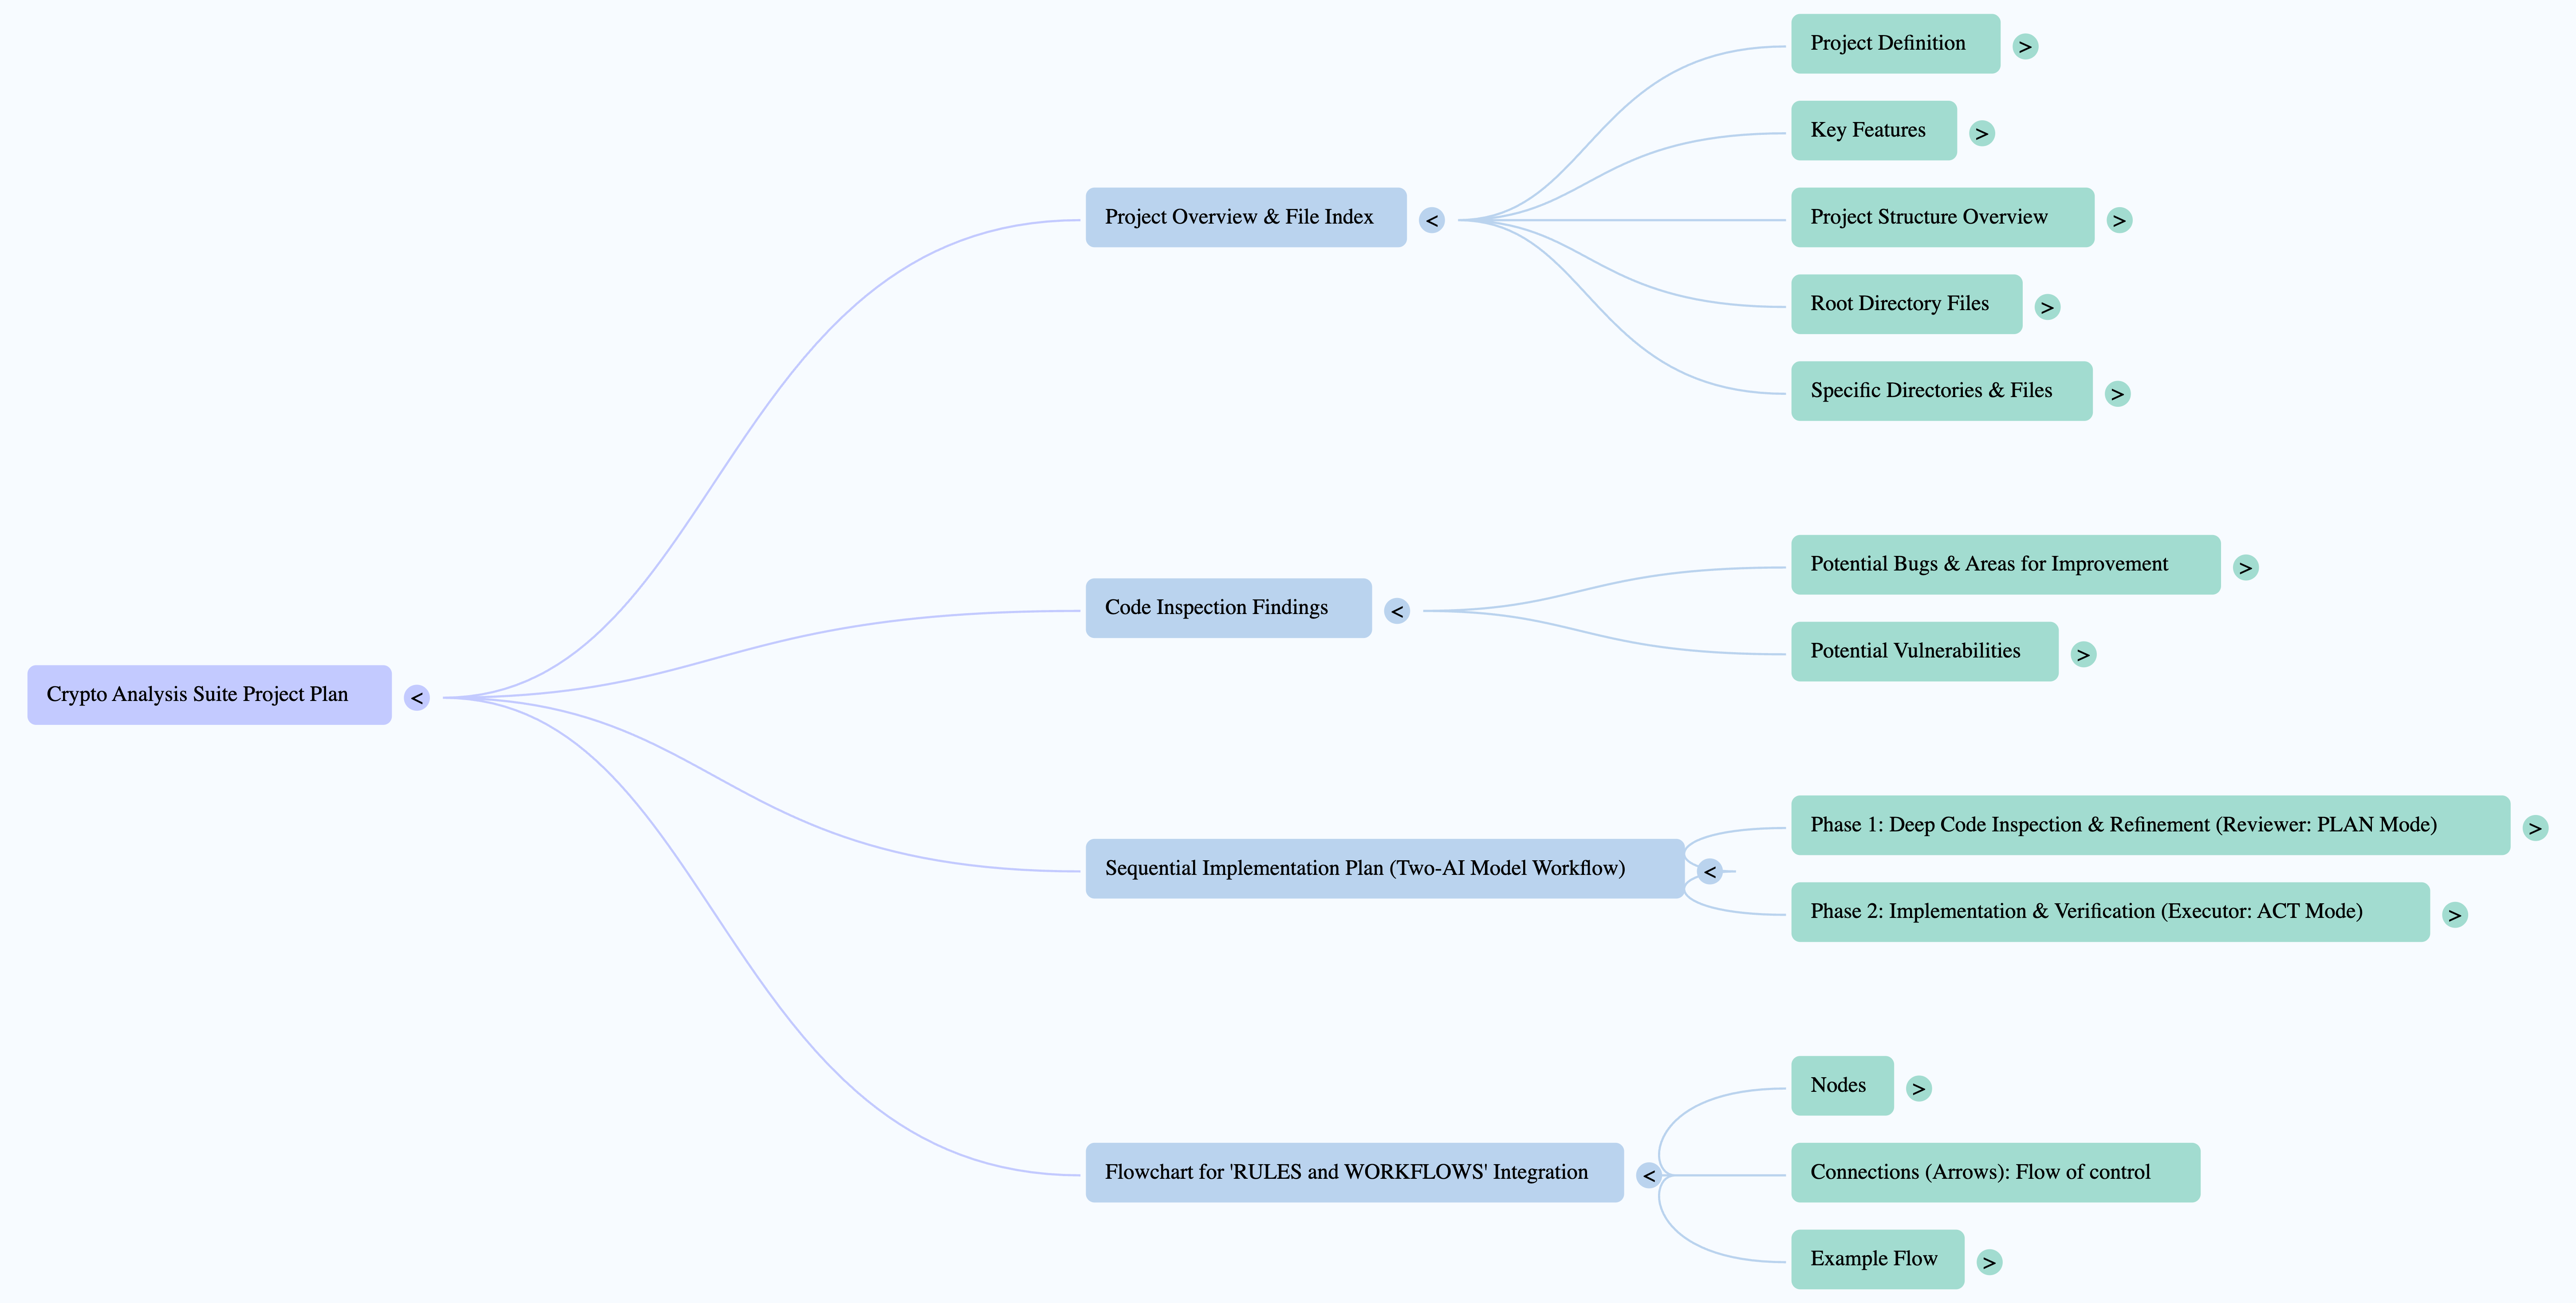 Crypto Analysis Suite Project Plan <
Project Overview & File Index <
Project Definition >
Key Features >
Project Structure Overview >
Root Directory Files >
Specific Directories & Files >
Code Inspection Findings <
Potential Bugs & Areas for Improvement >
Potential Vulnerabilities >
Sequential Implementation Plan (Two-AI Model Workflow) <
Phase 1: Deep Code Inspection & Refinement (Reviewer: PLAN Mode) >
Phase 2: Implementation & Verification (Executor: ACT Mode) >
Flowchart for 'RULES and WORKFLOWS' Integration <
Nodes >
Connections (Arrows): Flow of control
Example Flow >